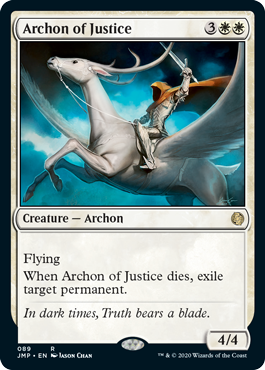 Archon of Justice 3
Creature — Archon
Flying
When Archon of Justice dies, exile
target permanent.
In dark times, Truth bears a blade.
4/4
089 R
JMP • EN Jason Chan
™ & © 2020 Wizards of the Coast